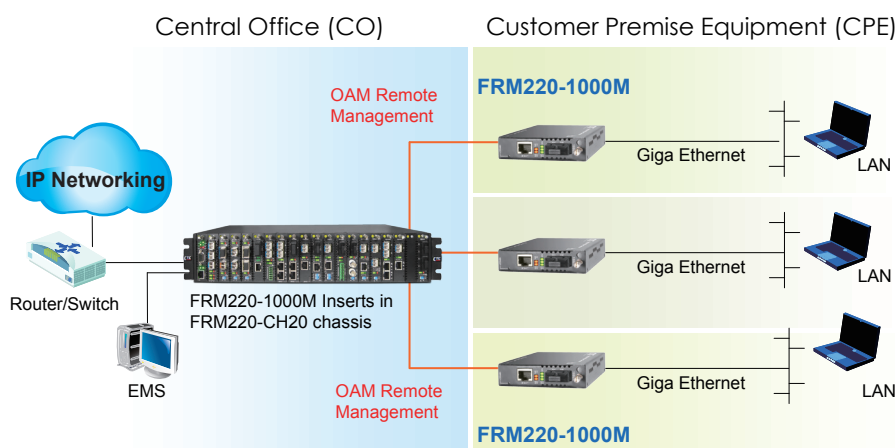 Central Office (CO)
Customer Premise Equipment (CPE)
OAM Remote
Management
FRM220-1000M
IP Networking
Giga Ethernet
LAN
Router/Switch
FRM220-1000M Inserts in
FRM220-CH20 chassis
Giga Ethernet
LAN
EMS
OAM Remote
Management
Giga Ethernet
LAN
FRM220-1000M